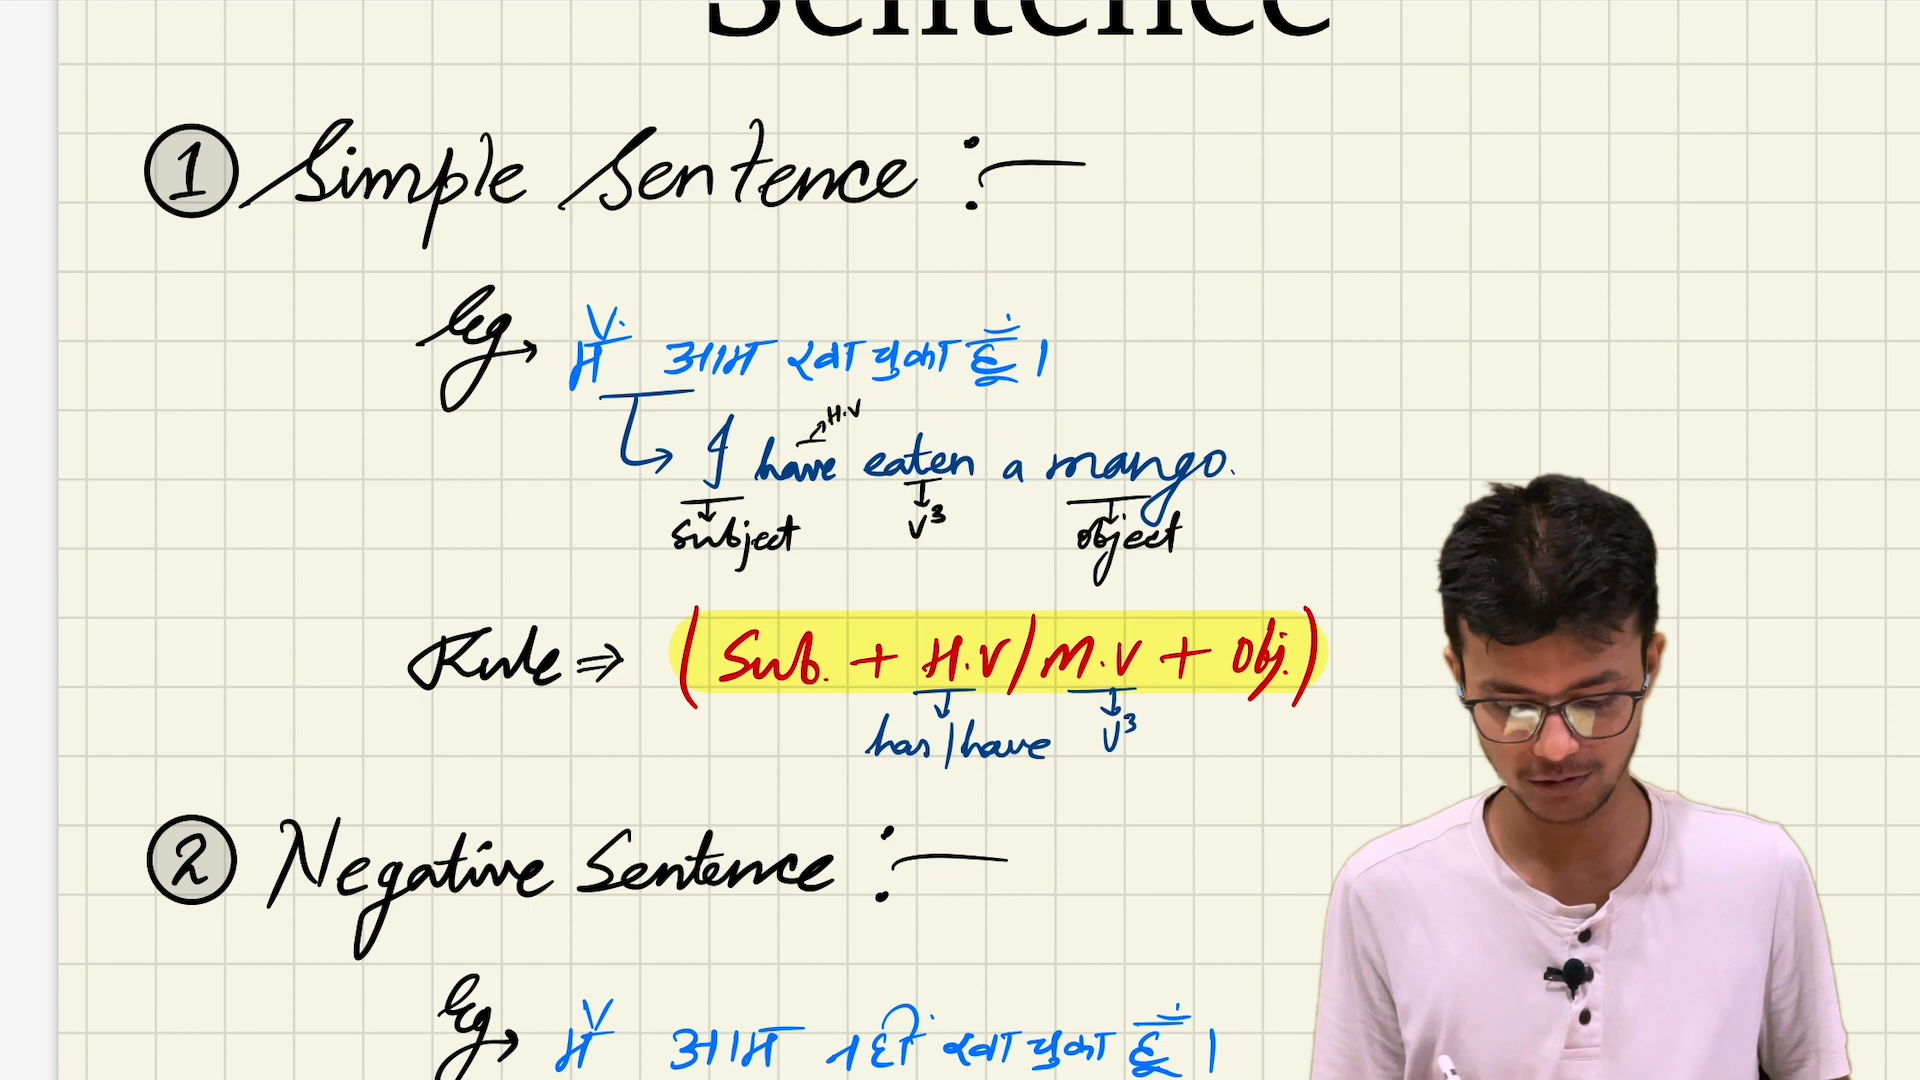 Sentence
1 Simple Sentence :-
Eg → मैं आम खा चुका हूँ।
H.V
→ I have eaten a mango.
Subject V³ object
Rule ⇒ (Sub. + H.V/M.V + Obj.)
has/have V³
2 Negative Sentence :-
Eg → मैं आम नहीं खा चुका हूँ।